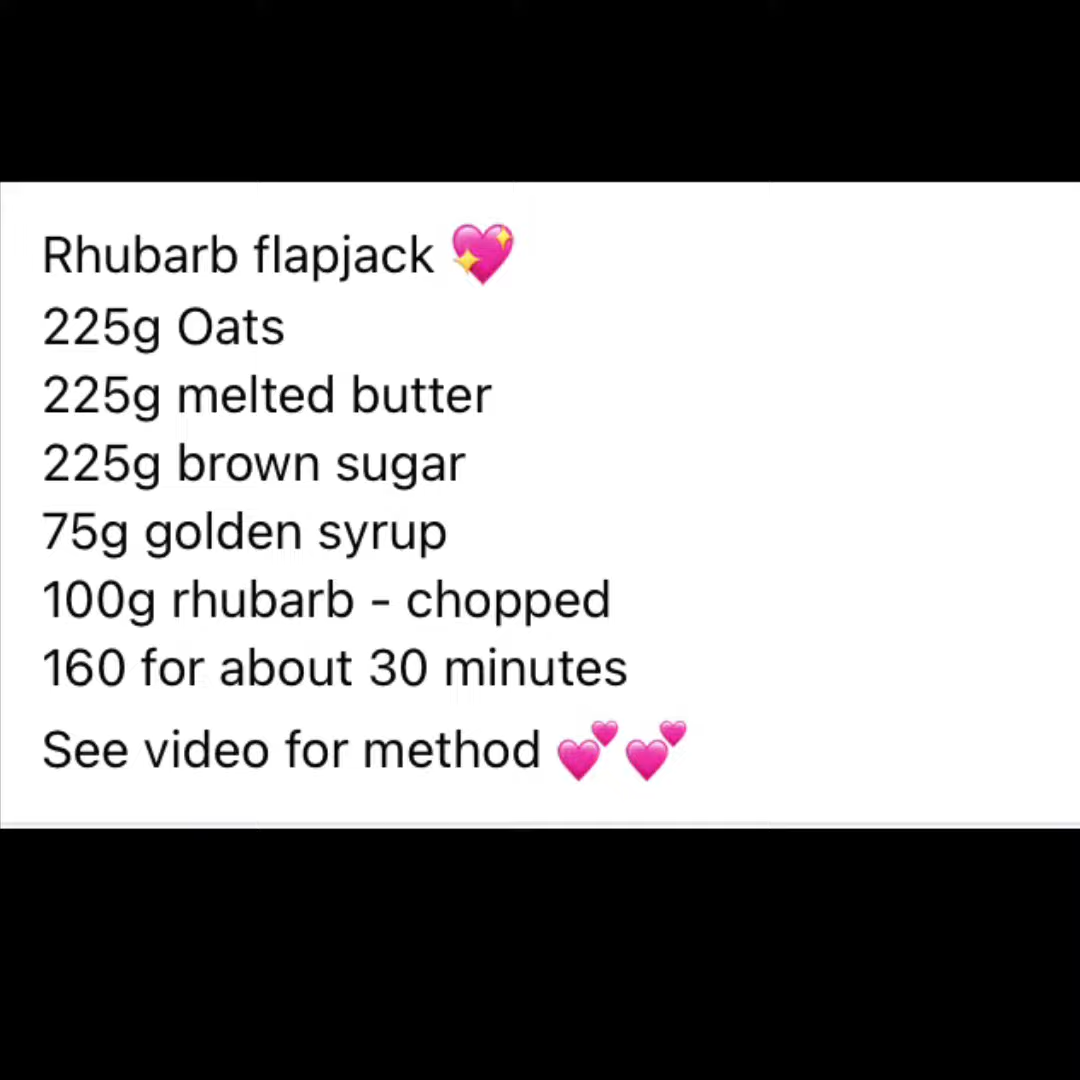 Rhubarb flapjack 💖
225g Oats
225g melted butter
225g brown sugar
75g golden syrup
100g rhubarb - chopped
160 for about 30 minutes
See video for method 💕💕